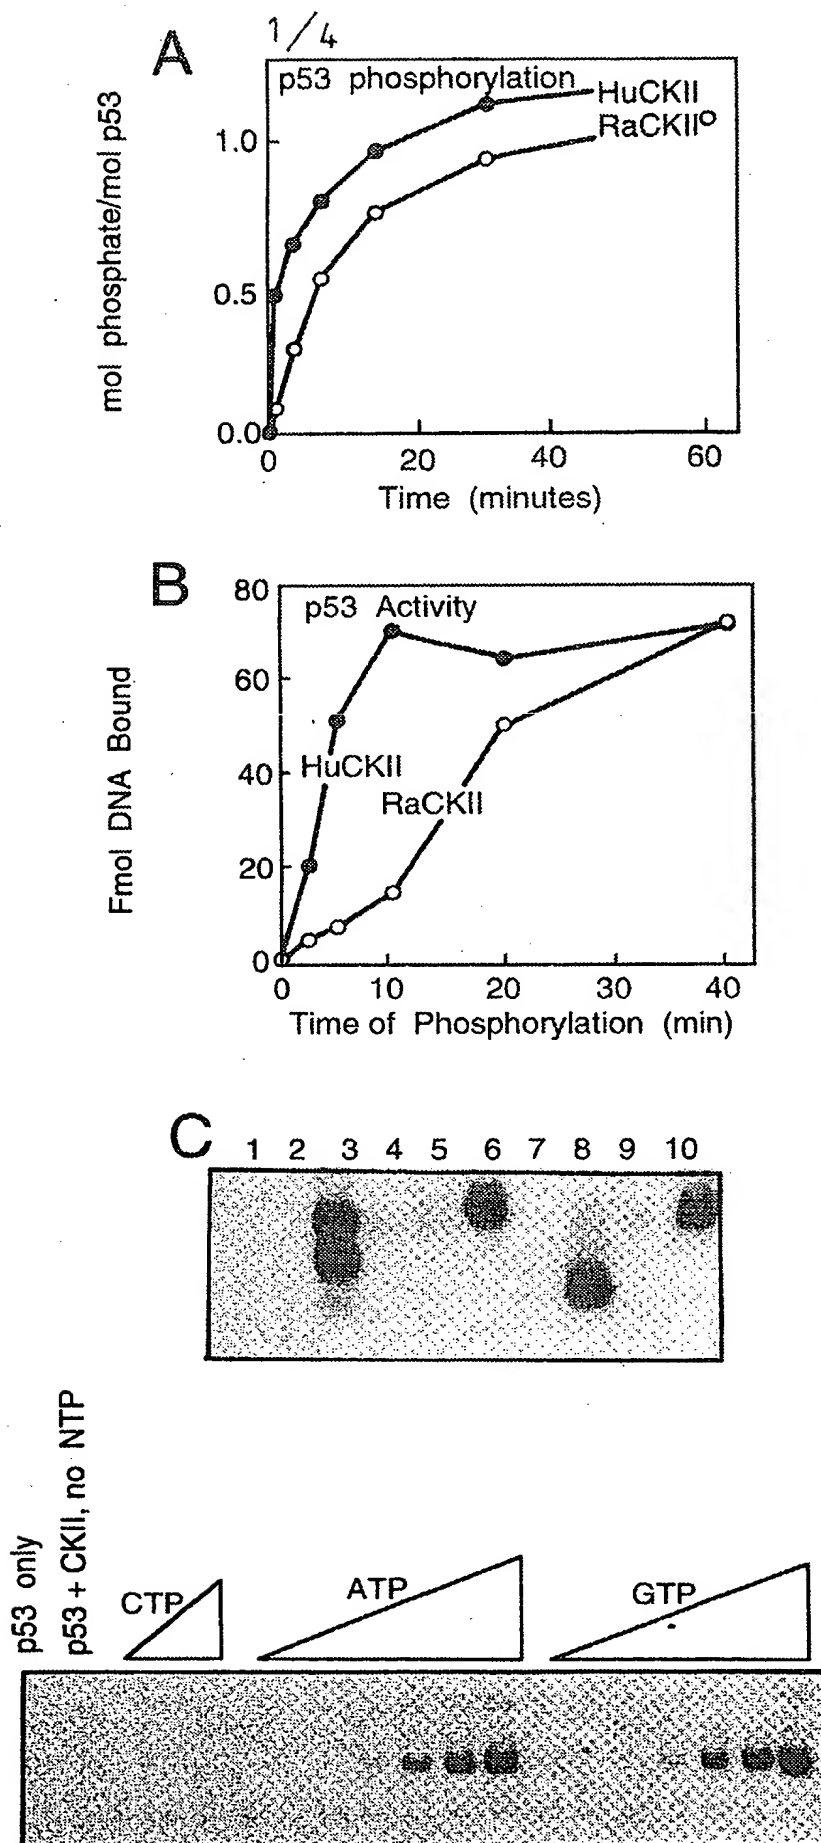 1/4
A
p53 phosphorylation
HuCKII
RaCKII
mol phosphate/mol p53
1.0
0.5
0.0
0 20 40 60
Time (minutes)
B
p53 Activity
HuCKII
RaCKII
Fmol DNA Bound
80
60
40
20
0
0 10 20 30 40
Time of Phosphorylation (min)
C
1 2 3 4 5 6 7 8 9 10
p53 only
p53 + CKII, no NTP
CTP
ATP
GTP